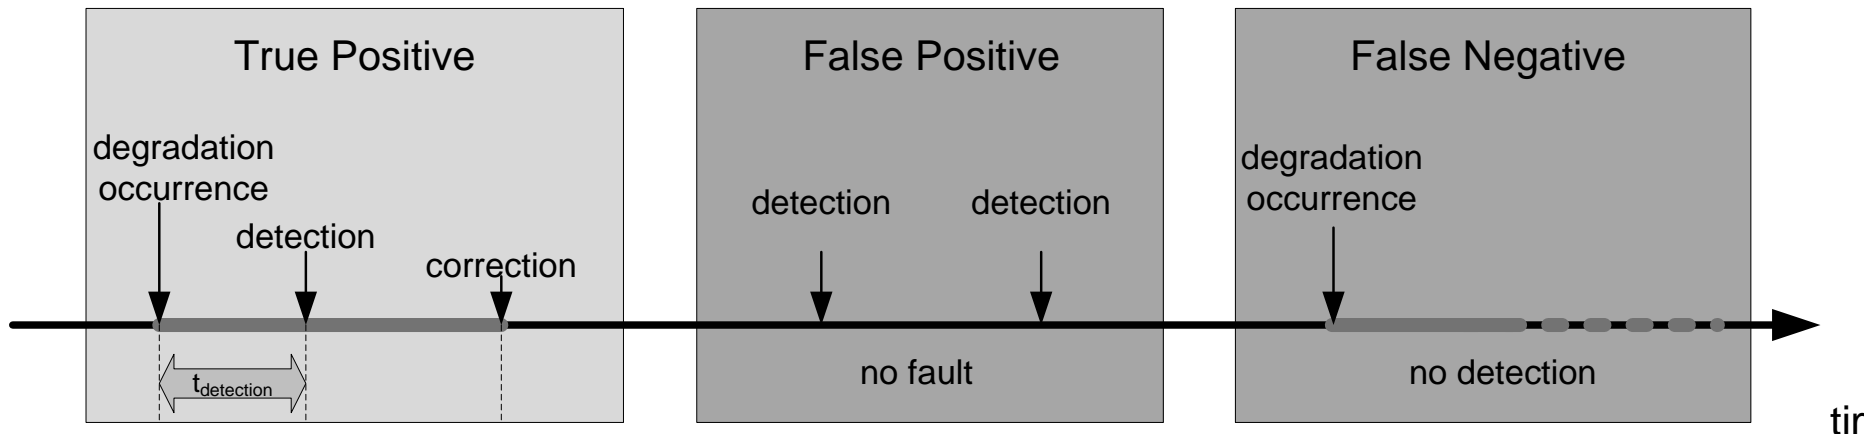 True Positive
degradation
occurrence
detection
correction
tdetection
False Positive
detection
detection
no fault
False Negative
degradation
occurrence
no detection